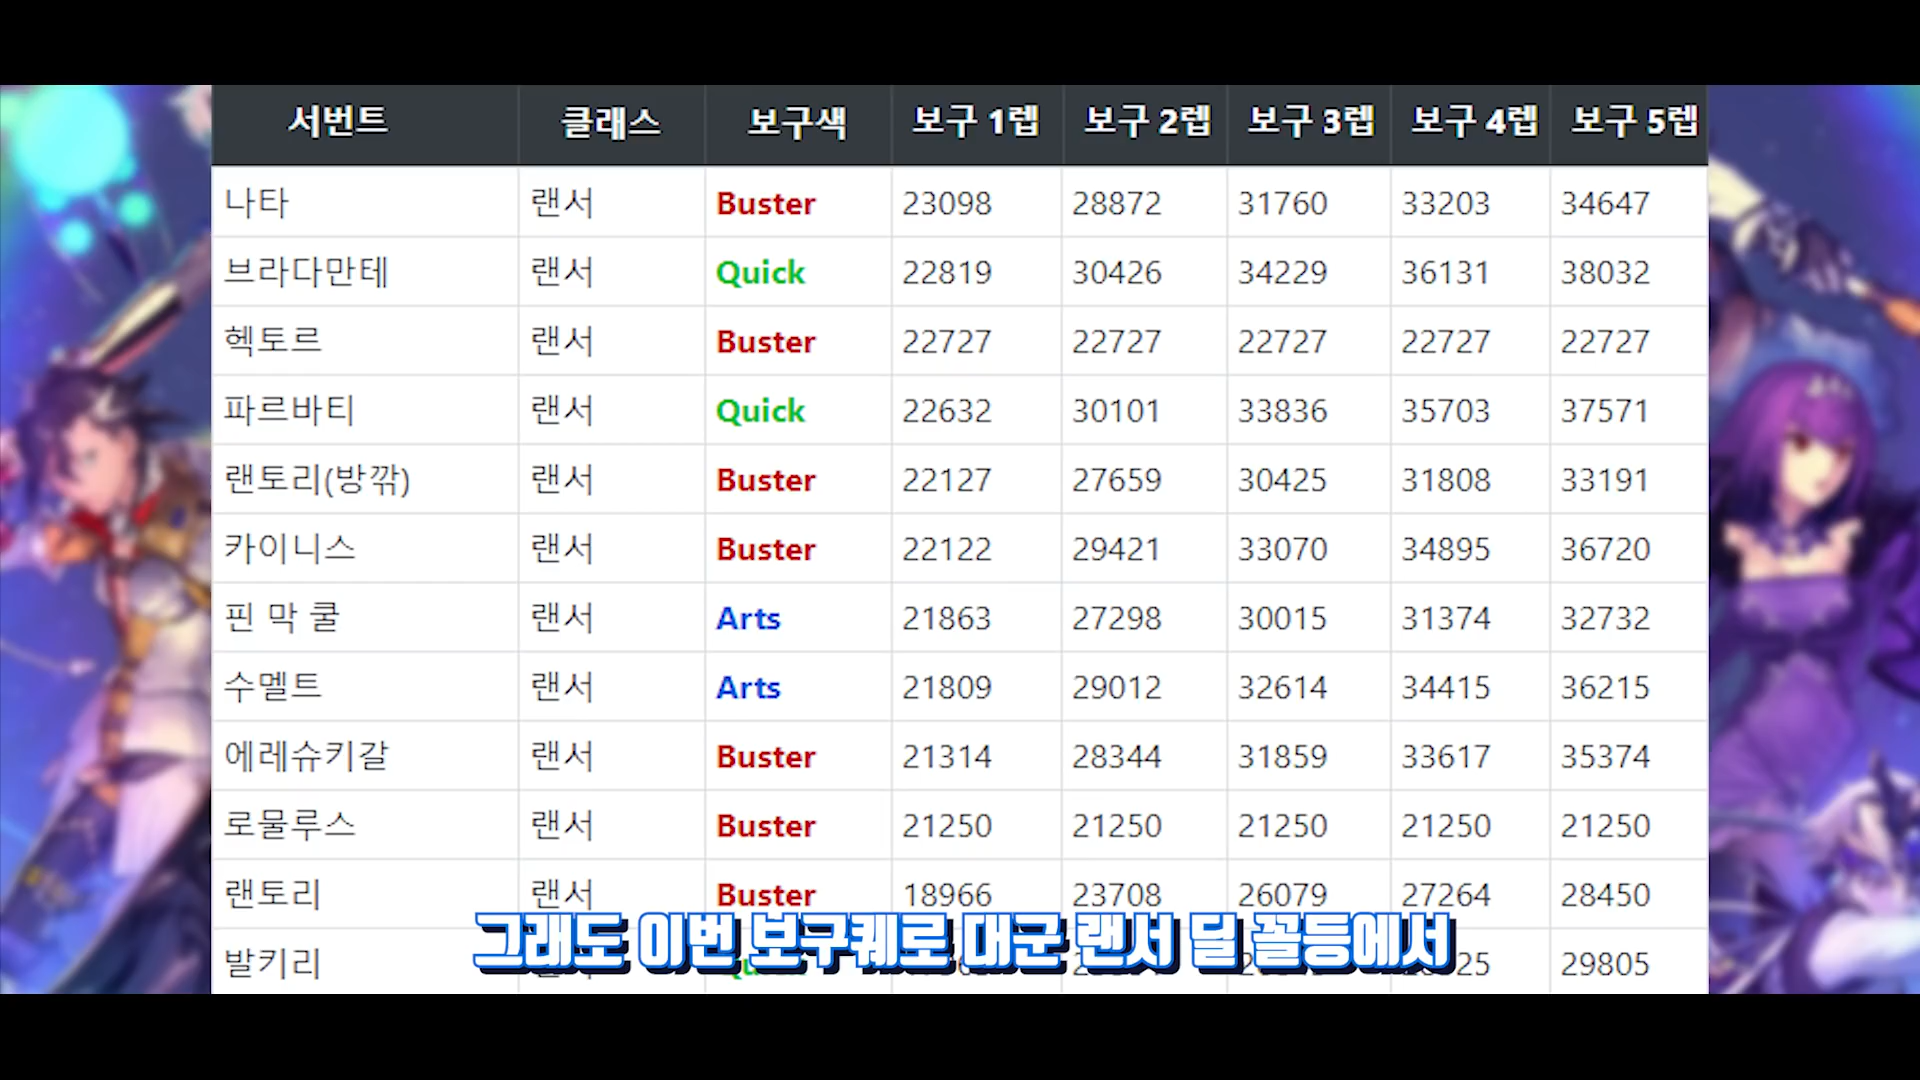 서번트 클래스 보구색 보구 1렙 보구 2렙 보구 3렙 보구 4렙 보구 5렙
나타 랜서 Buster 23098 28872 31760 33203 34647
브라다만테 랜서 Quick 22819 30426 34229 36131 38032
헥토르 랜서 Buster 22727 22727 22727 22727 22727
파르바티 랜서 Quick 22632 30101 33836 35703 37571
랜토리(방깎) 랜서 Buster 22127 27659 30425 31808 33191
카이니스 랜서 Buster 22122 29421 33070 34895 36720
핀 막 쿨 랜서 Arts 21863 27298 30015 31374 32732
수멜트 랜서 Arts 21809 29012 32614 34415 36215
에레슈키갈 랜서 Buster 21314 28344 31859 33617 35374
로물루스 랜서 Buster 21250 21250 21250 21250 21250
랜토리 랜서 Buster 18966 23708 26079 27264 28450
그래도 이번 보구퀘로 대군 랜서 딜 꼴등에서
발키리 29805